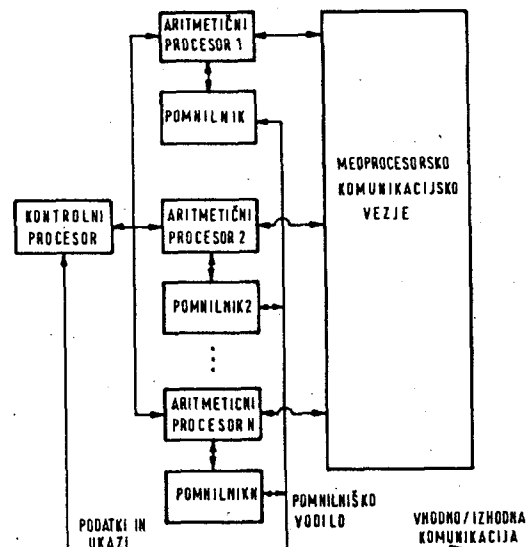 ARITMETIČNI
PROCESOR 1
POMNILNIK
MEDPROCESORSKO
KOMUNIKACIJSKO
VEZJE
KONTROLNI
PROCESOR
ARITMETIČNI
PROCESOR 2
POMNILNIK2
ARITMETIČNI
PROCESOR N
POMNILNIKN
POMNILNIŠKO
VODILO
PODATKI IN
UKAZI
VHODNO/IZHODNA
KOMUNIKACIJA